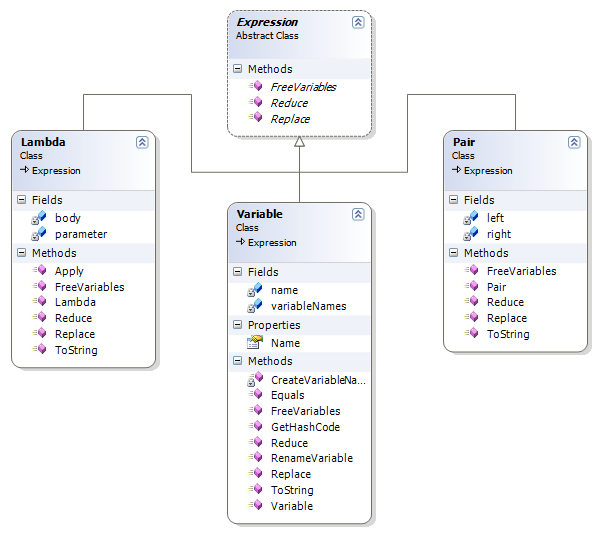 Expression
Abstract Class
Methods
FreeVariables
Reduce
Replace
Lambda
Class
Expression
Fields
body
parameter
Methods
Apply
FreeVariables
Lambda
Reduce
Replace
ToString
Variable
Class
Expression
Fields
name
variableNames
Properties
Name
Methods
CreateVariableNa...
Equals
FreeVariables
GetHashCode
Reduce
RenameVariable
Replace
ToString
Variable
Pair
Class
Expression
Fields
left
right
Methods
FreeVariables
Pair
Reduce
Replace
ToString